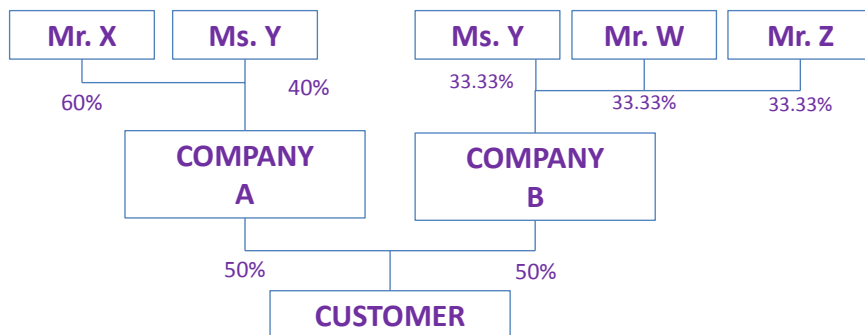 Mr. X
Ms. Y
Ms. Y
Mr. W
Mr. Z
60%
40%
33.33%
33.33%
33.33%
COMPANY
A
COMPANY
B
50%
50%
CUSTOMER